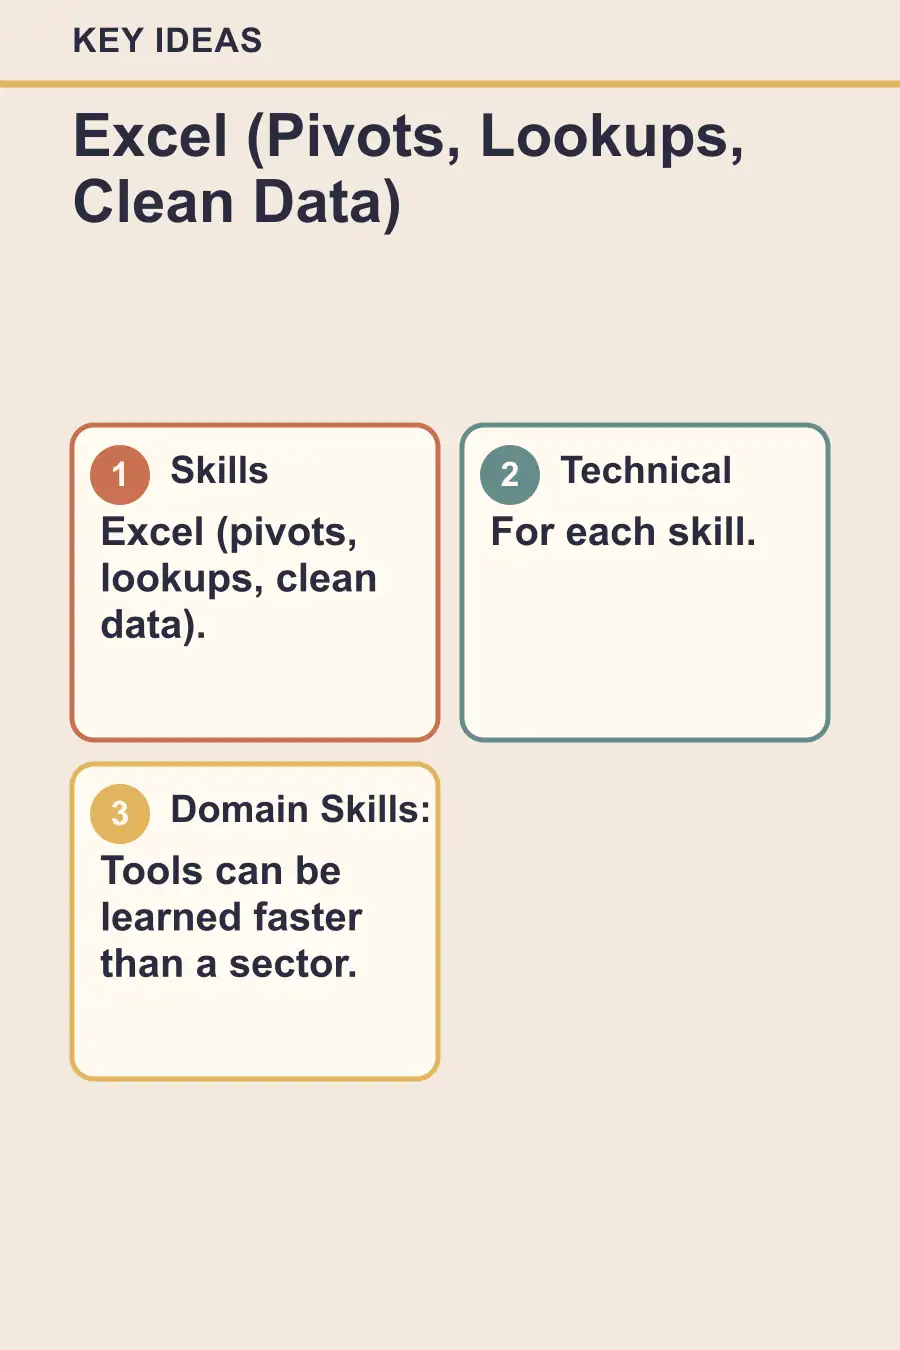 KEY IDEAS
Excel (Pivots, Lookups,
Clean Data)
1 Skills
Excel (pivots,
lookups, clean
data).
2 Technical
For each skill.
3 Domain Skills:
Tools can be
learned faster
than a sector.